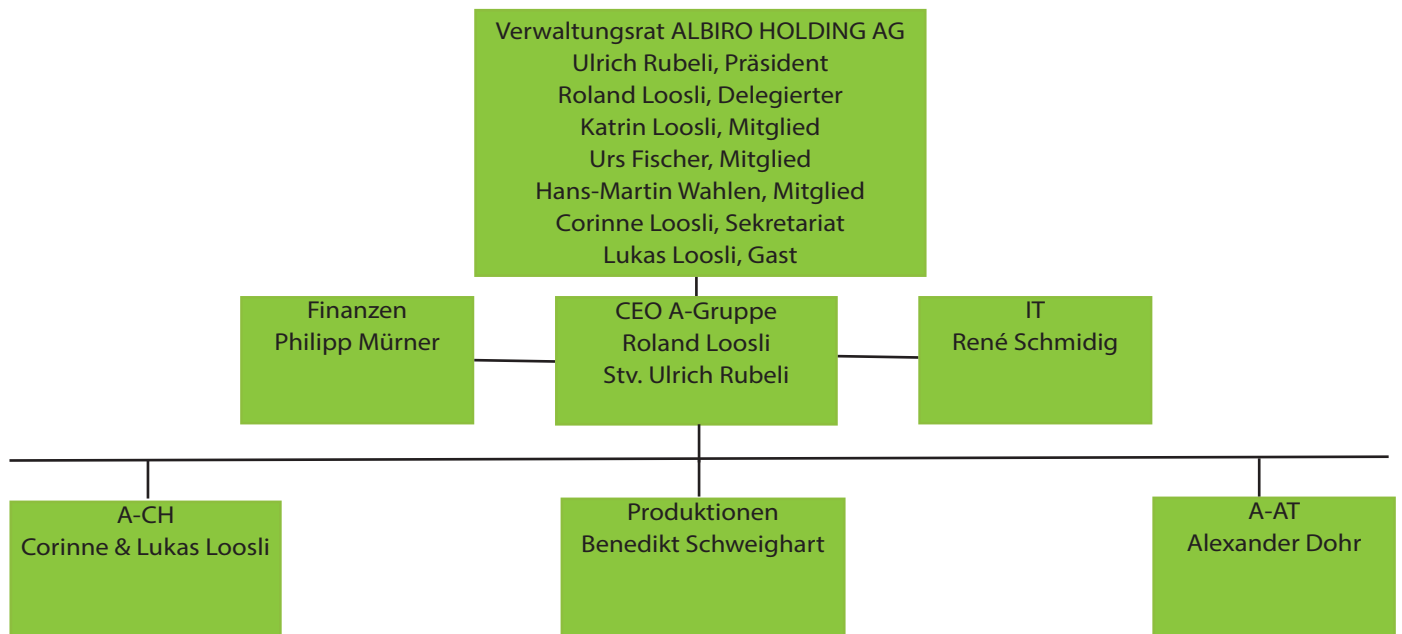 Verwaltungsrat ALBIRO HOLDING AG
Ulrich Rubeli, Präsident
Roland Loosli, Delegierter
Katrin Loosli, Mitglied
Urs Fischer, Mitglied
Hans-Martin Wahlen, Mitglied
Corinne Loosli, Sekretariat
Lukas Loosli, Gast
Finanzen
Philipp Mürner
CEO A-Gruppe
Roland Loosli
Stv. Ulrich Rubeli
IT
René Schmidig
A-CH
Corinne & Lukas Loosli
Produktionen
Benedikt Schweighart
A-AT
Alexander Dohr